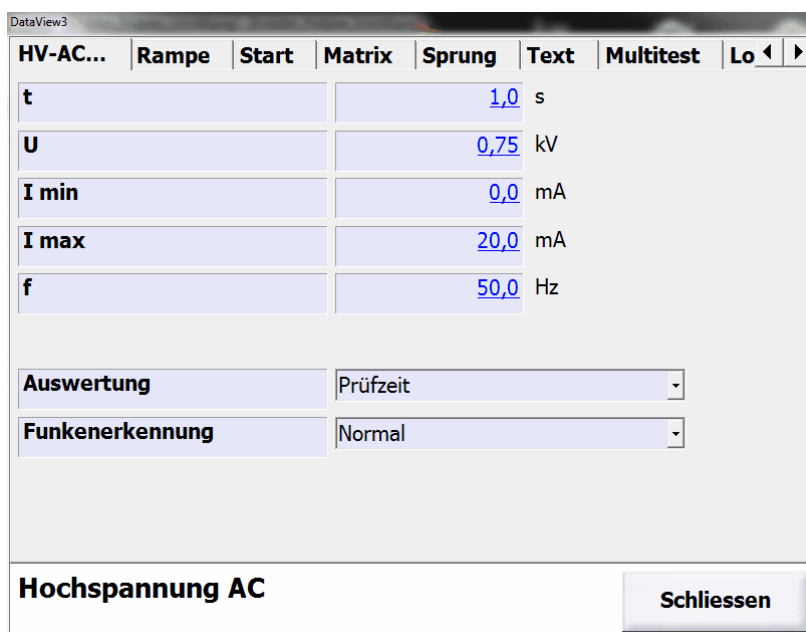 DataView3
HV-AC... Rampe Start Matrix Sprung Text Multitest Lo
t 1,0 s
U 0,75 kV
I min 0,0 mA
I max 20,0 mA
f 50,0 Hz
Auswertung Prüfzeit
Funkenerkennung Normal
Hochspannung AC
Schliessen